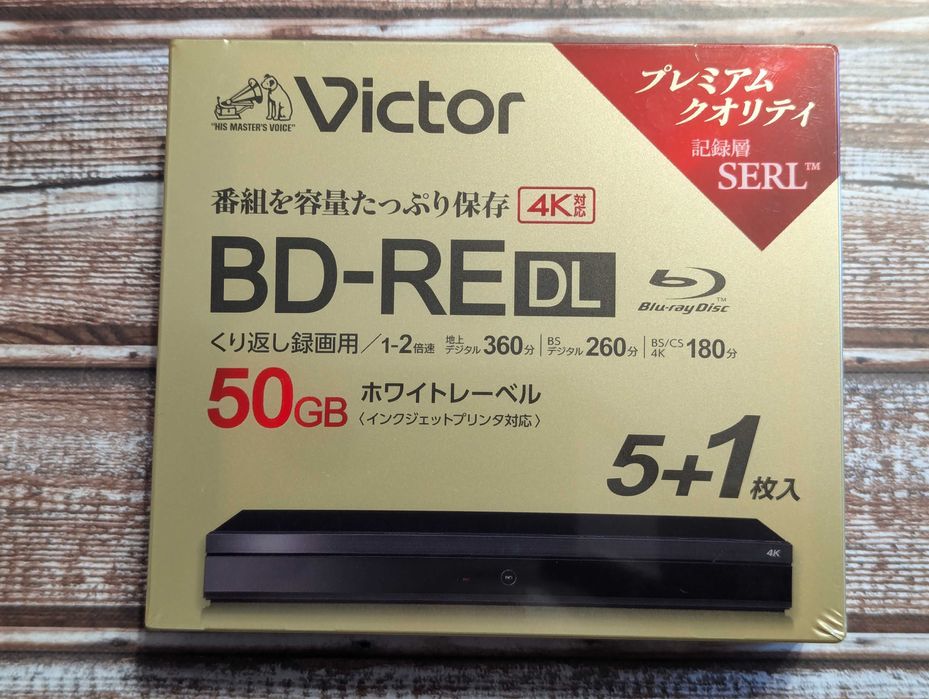 "HIS MASTER'S VOICE"
Victor
プレミアム
クオリティ
記録層
SERL™
番組を容量たっぷり保存 4K対応
BD-RE DL
Blu-ray Disc™
くり返し録画用/1-2倍速 地上デジタル360分 BSデジタル260分 BS/CS 4K 180分
50GB ホワイトレーベル
〈インクジェットプリンタ対応〉
5+1枚入
4K